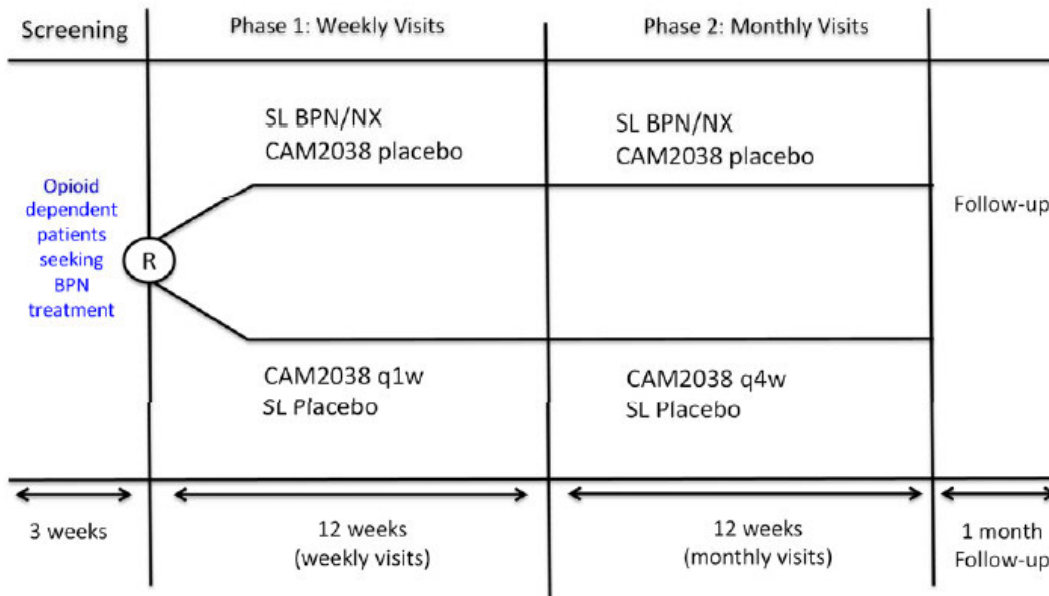 Screening
Phase 1: Weekly Visits
Phase 2: Monthly Visits
SL BPN/NX
CAM2038 placebo
SL BPN/NX
CAM2038 placebo
Opioid
dependent
patients
seeking
BPN
treatment
R
Follow-up
CAM2038 q1w
SL Placebo
CAM2038 q4w
SL Placebo
3 weeks
12 weeks
(weekly visits)
12 weeks
(monthly visits)
1 month
Follow-up